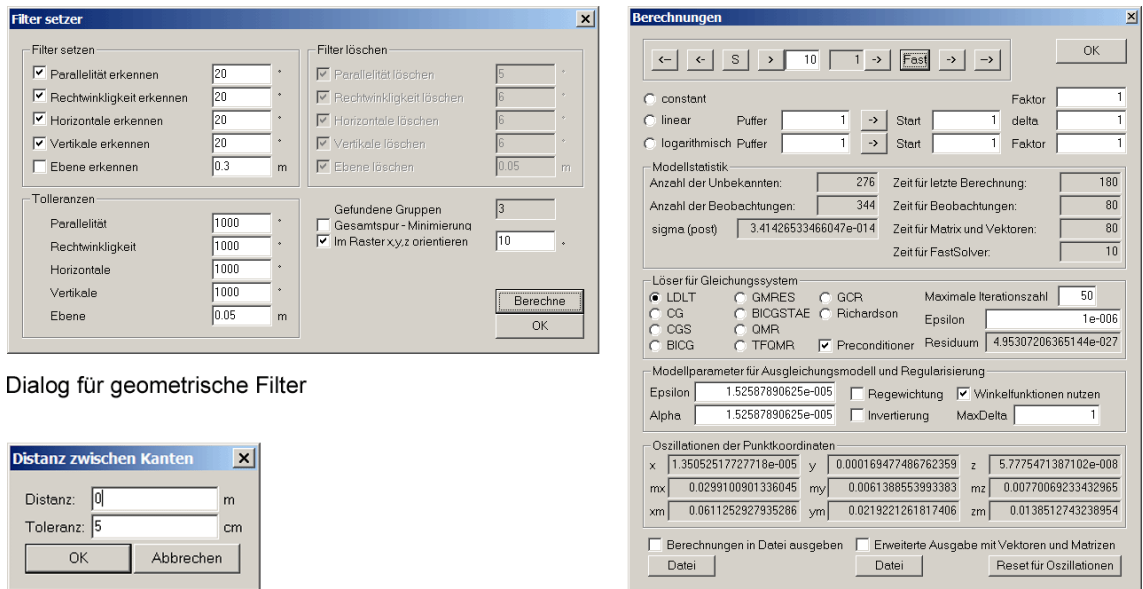 Filter setzer
Filter setzen
Parallelität erkennen 20 °
Rechtwinkligkeit erkennen 20 °
Horizontale erkennen 20 °
Vertikale erkennen 20 °
Ebene erkennen 0.3 m
Filter löschen
Parallelität löschen 5 °
Rechtwinkligkeit löschen 6 °
Horizontale löschen 6 °
Vertikale löschen 6 °
Ebene löschen 0.05 m
Tolleranzen
Parallelität 1000 °
Rechtwinkligkeit 1000 °
Horizontale 1000 °
Vertikale 1000 °
Ebene 0.05 m
Gefundene Gruppen 3
Gesamtspur - Minimierung
Im Raster x,y,z orientieren 10 °
Berechne
OK
Dialog für geometrische Filter
Distanz zwischen Kanten
Distanz: 0 m
Toleranz: 5 cm
OK Abbrechen
Berechnungen
<-- <- S > 10 1 -> Fast -> --> OK
constant Faktor 1
linear Puffer 1 -> Start 1 delta 1
logarithmisch Puffer 1 -> Start 1 Faktor 1
Modellstatistik
Anzahl der Unbekannten: 276 Zeit für letzte Berechnung: 180
Anzahl der Beobachtungen: 344 Zeit für Beobachtungen: 80
sigma (post) 3.41426533466047e-014 Zeit für Matrix und Vektoren: 80
Zeit für FastSolver: 10
Löser für Gleichungssystem
LDLT GMRES GCR Maximale Iterationszahl 50
CG BICGSTAE Richardson Epsilon 1e-006
CGS QMR
BICG TFQMR Preconditioner Residuum 4.95307206365144e-027
Modellparameter für Ausgleichungsmodell und Regularisierung
Epsilon 1.52587890625e-005 Regewichtung Winkelfunktionen nutzen
Alpha 1.52587890625e-005 Invertierung MaxDelta 1
Oszillationen der Punktkoordinaten
x 1.35052517727718e-005 y 0.000169477486762359 z 5.7775471387102e-008
mx 0.0299100901336045 my 0.0061388553993383 mz 0.00770069233432965
xm 0.0611252927935286 ym 0.0219221261817406 zm 0.0138512743238954
Berechnungen in Datei ausgeben Erweiterte Ausgabe mit Vektoren und Matrizen
Datei Datei Reset für Oszillationen